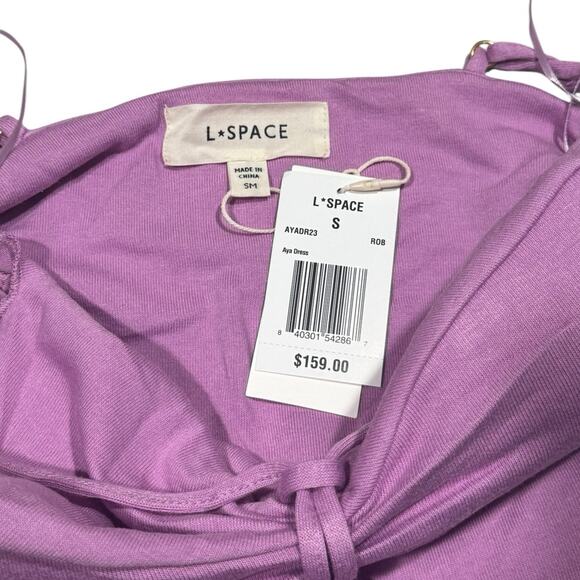 L*SPACE
MADE IN
CHINA
SM
L*SPACE
S
AYADR23 ROB
Aya Dress
8 40301 54286 7
$159.00